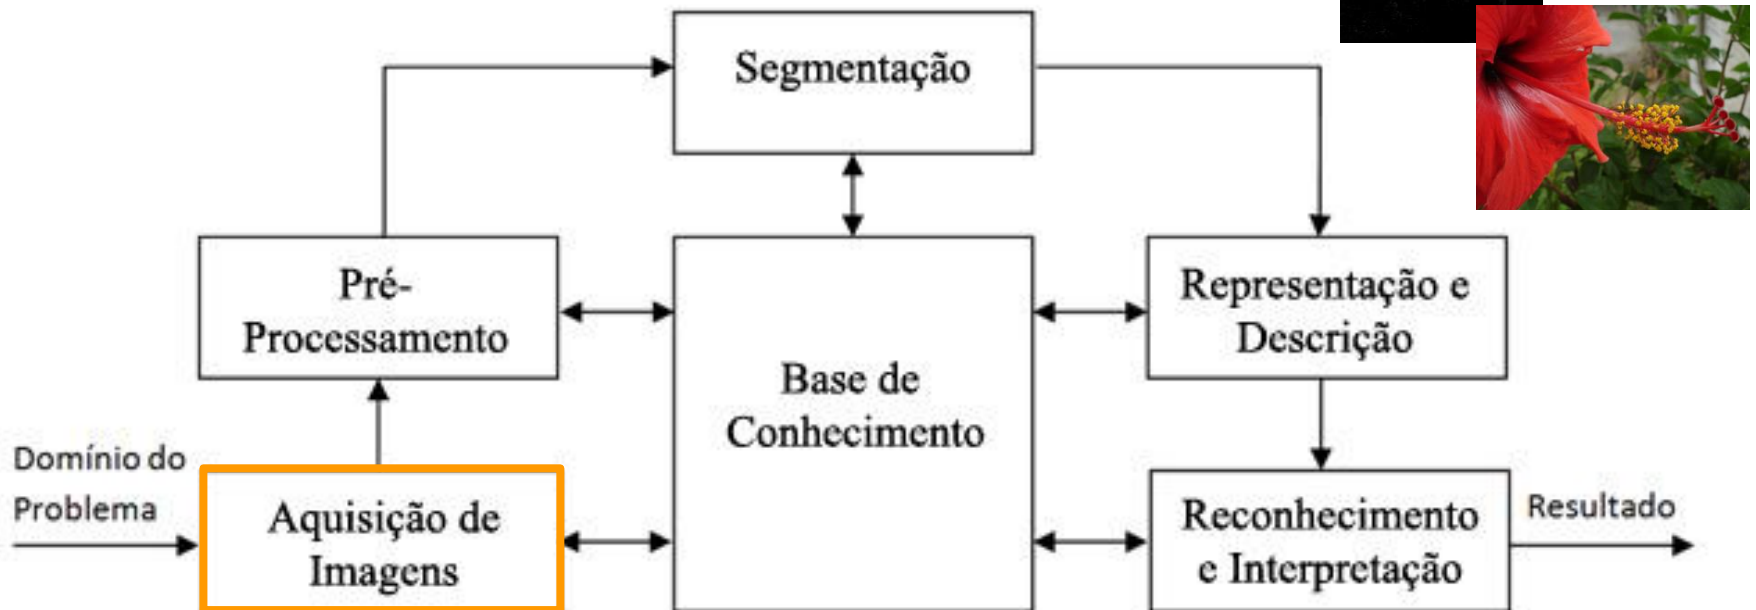 Segmentação
Pré-
Processamento
Representação e
Descrição
Base de
Conhecimento
Domínio do
Problema
Aquisição de
Imagens
Reconhecimento
e Interpretação
Resultado